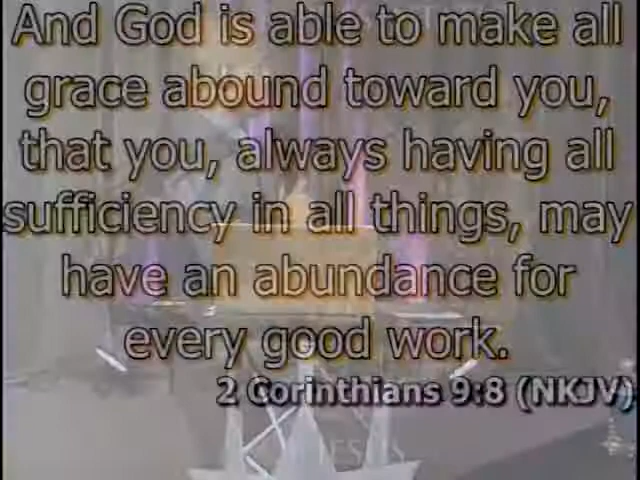 And God is able to make all
grace abound toward you,
that you, always having all
sufficiency in all things, may
have an abundance for
every good work.
2 Corinthians 9:8 (NKJV)
JESUS